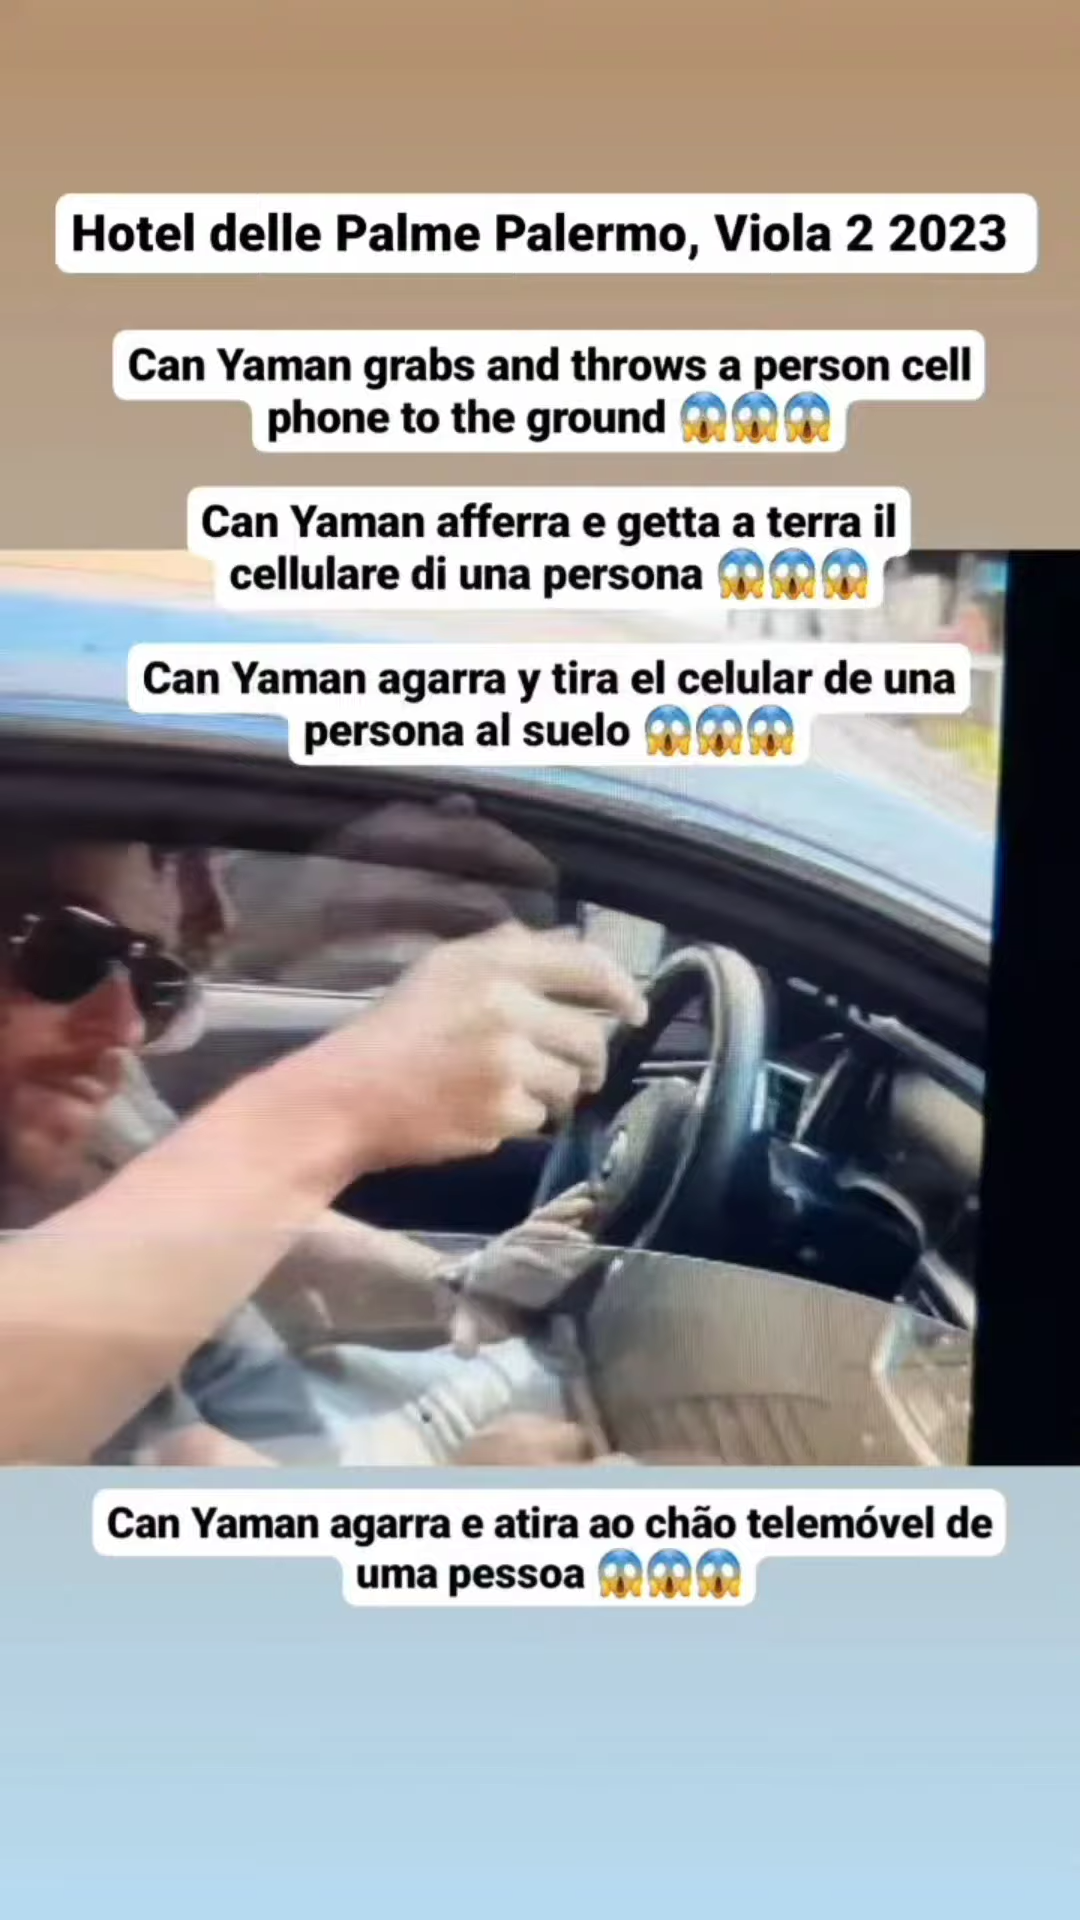 Hotel delle Palme Palermo, Viola 2 2023
Can Yaman grabs and throws a person cell
phone to the ground 😱😱😱
Can Yaman afferra e getta a terra il
cellulare di una persona 😱😱😱
Can Yaman agarra y tira el celular de una
persona al suelo 😱😱😱
Can Yaman agarra e atira ao chão telemóvel de
uma pessoa 😱😱😱